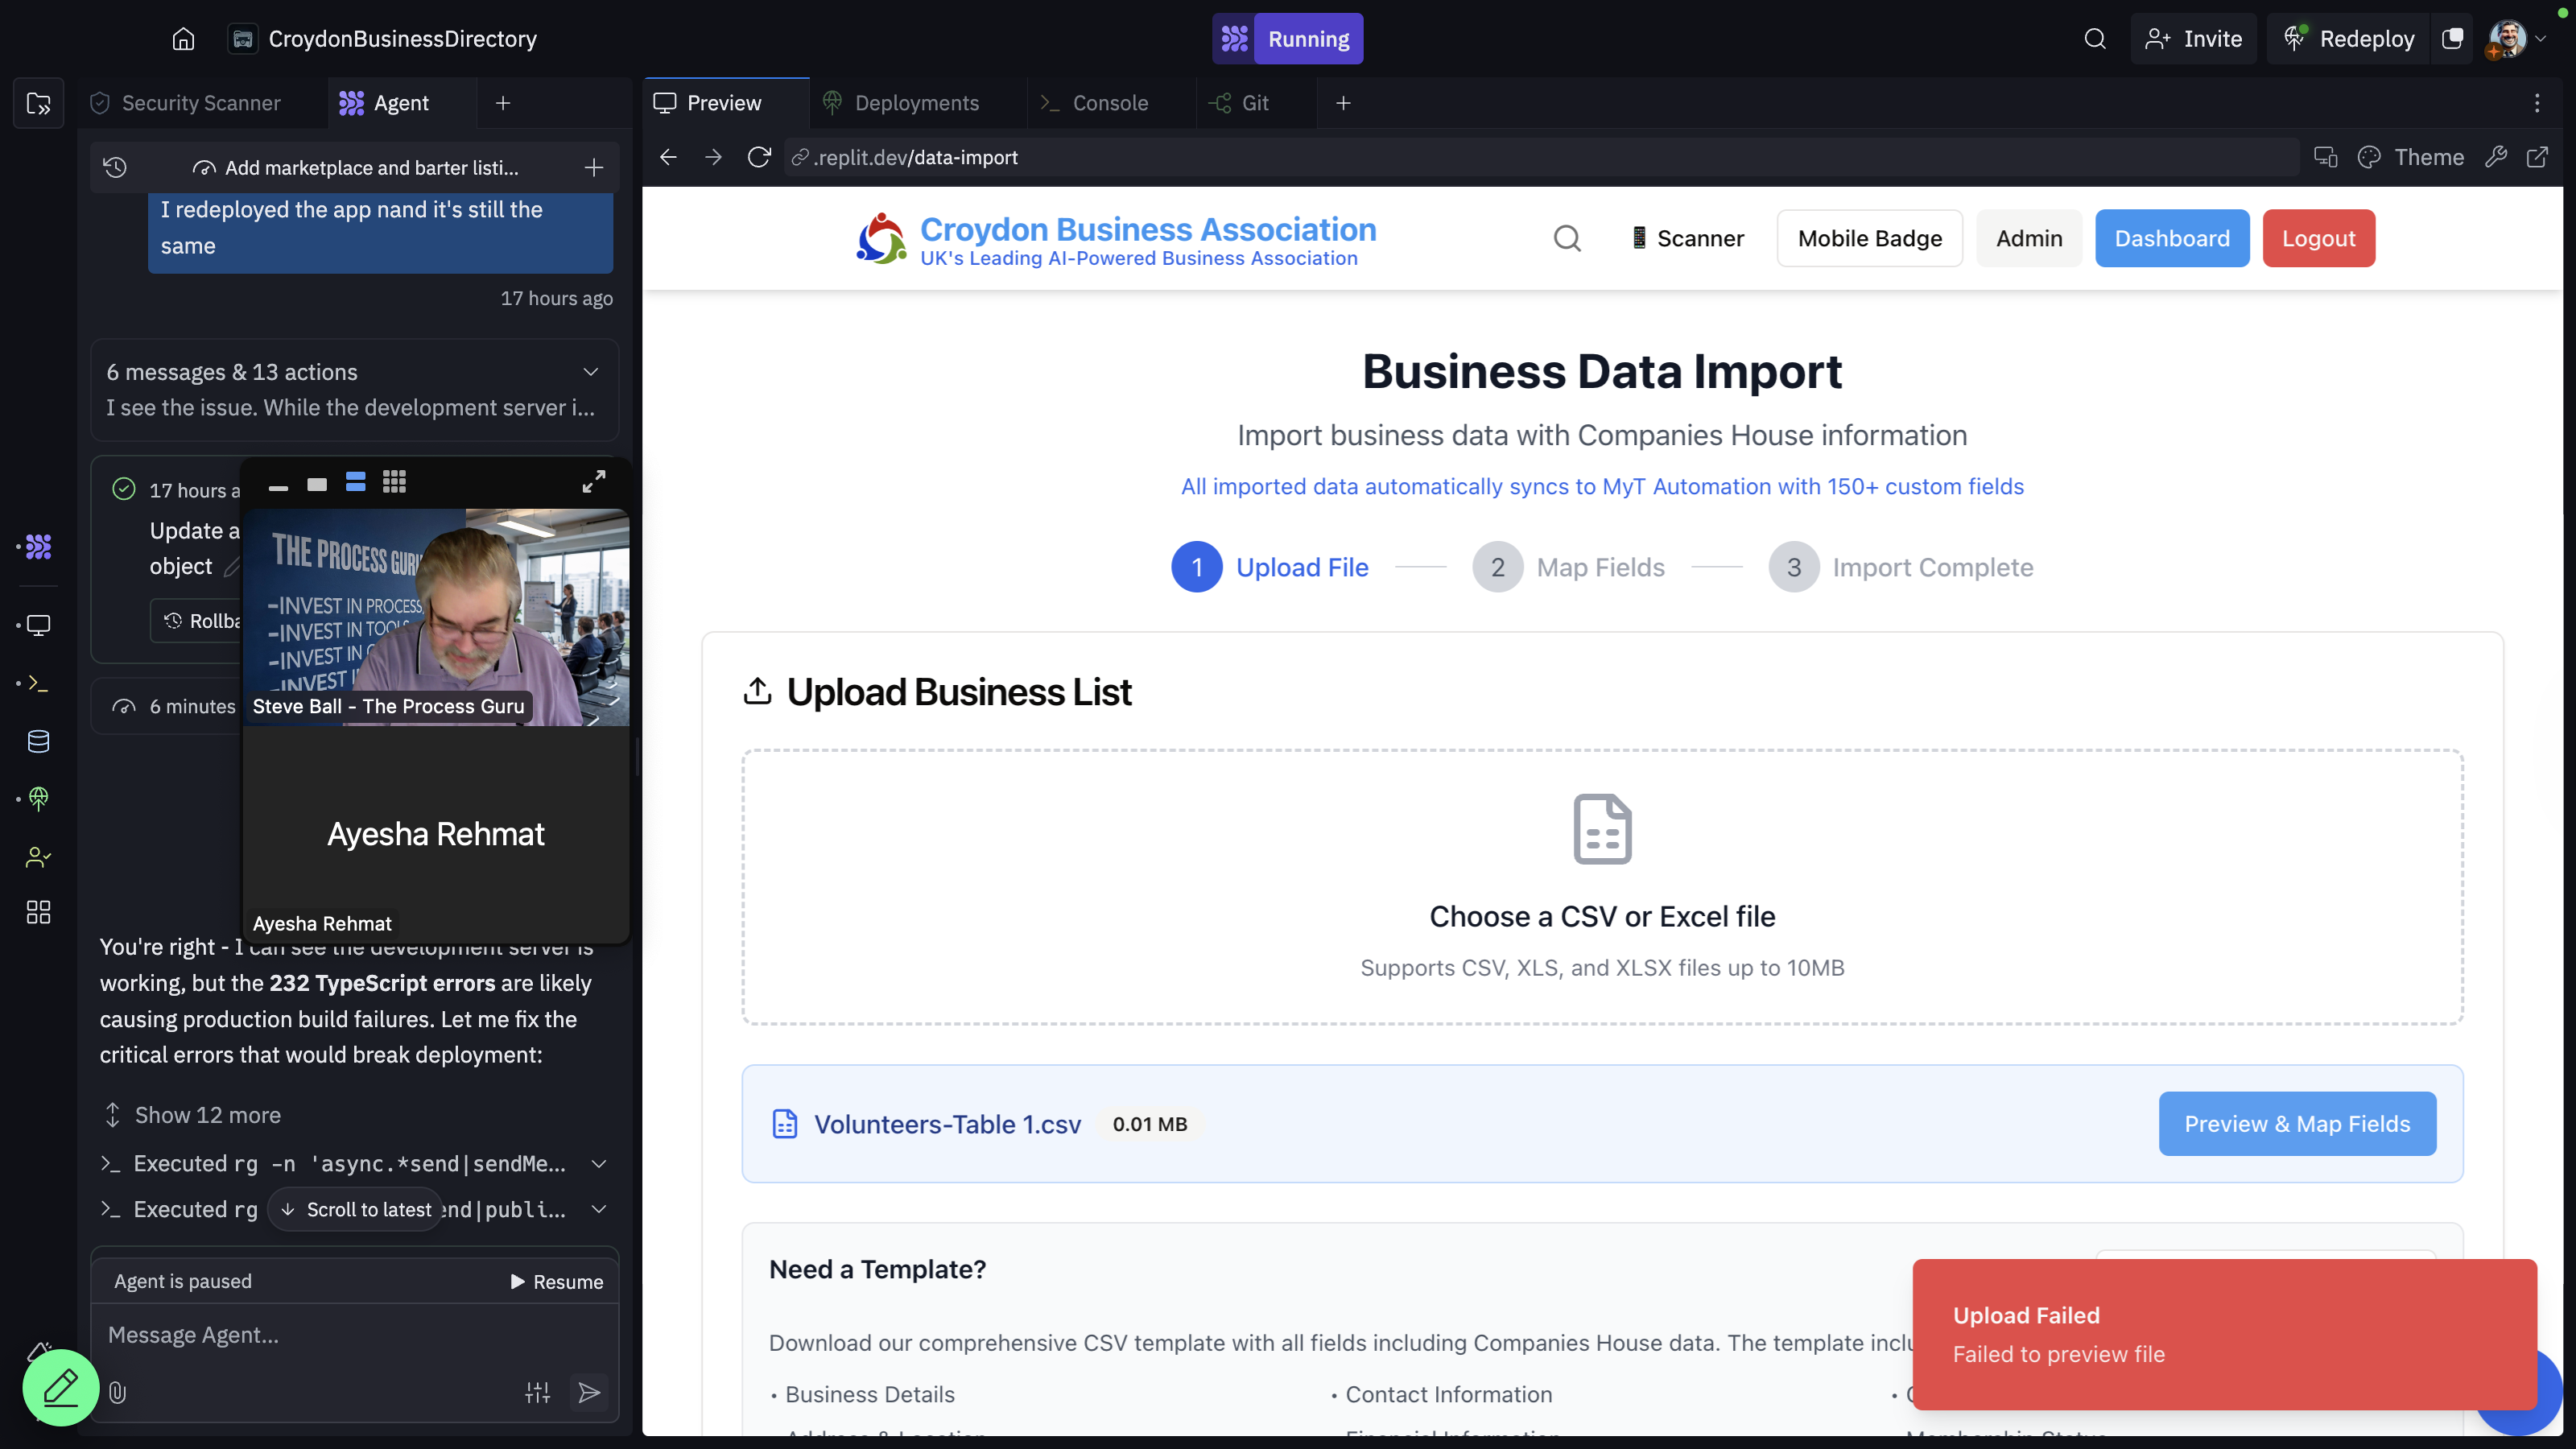 CroydonBusinessDirectory
Running
Invite
Redeploy
Security Scanner
Agent
Preview
Deployments
Console
Git
Add marketplace and barter listi...
.replit.dev/data-import
Theme
I redeployed the app nand it's still the
same
17 hours ago
6 messages & 13 actions
I see the issue. While the development server i...
17 hours a
Update a
object
Rollba
6 minutes
THE PROCESS GURU
-INVEST IN PROCESS
-INVEST IN TOOLS
-INVEST IN
-INVEST I
Steve Ball - The Process Guru
Ayesha Rehmat
Ayesha Rehmat
You're right - I can see the development server is
working, but the 232 TypeScript errors are likely
causing production build failures. Let me fix the
critical errors that would break deployment:
Show 12 more
Executed rg -n 'async.*send|sendMe...
Executed rg
Scroll to latest
end|publi...
Agent is paused
Resume
Message Agent...
Croydon Business Association
UK's Leading AI-Powered Business Association
Scanner
Mobile Badge
Admin
Dashboard
Logout
Business Data Import
Import business data with Companies House information
All imported data automatically syncs to MyT Automation with 150+ custom fields
1 Upload File
2 Map Fields
3 Import Complete
Upload Business List
Choose a CSV or Excel file
Supports CSV, XLS, and XLSX files up to 10MB
Volunteers-Table 1.csv 0.01 MB
Preview & Map Fields
Need a Template?
Download our comprehensive CSV template with all fields including Companies House data. The template inclu
• Business Details
• Contact Information
Address & Location
Financial Information
Membership Status
Upload Failed
Failed to preview file